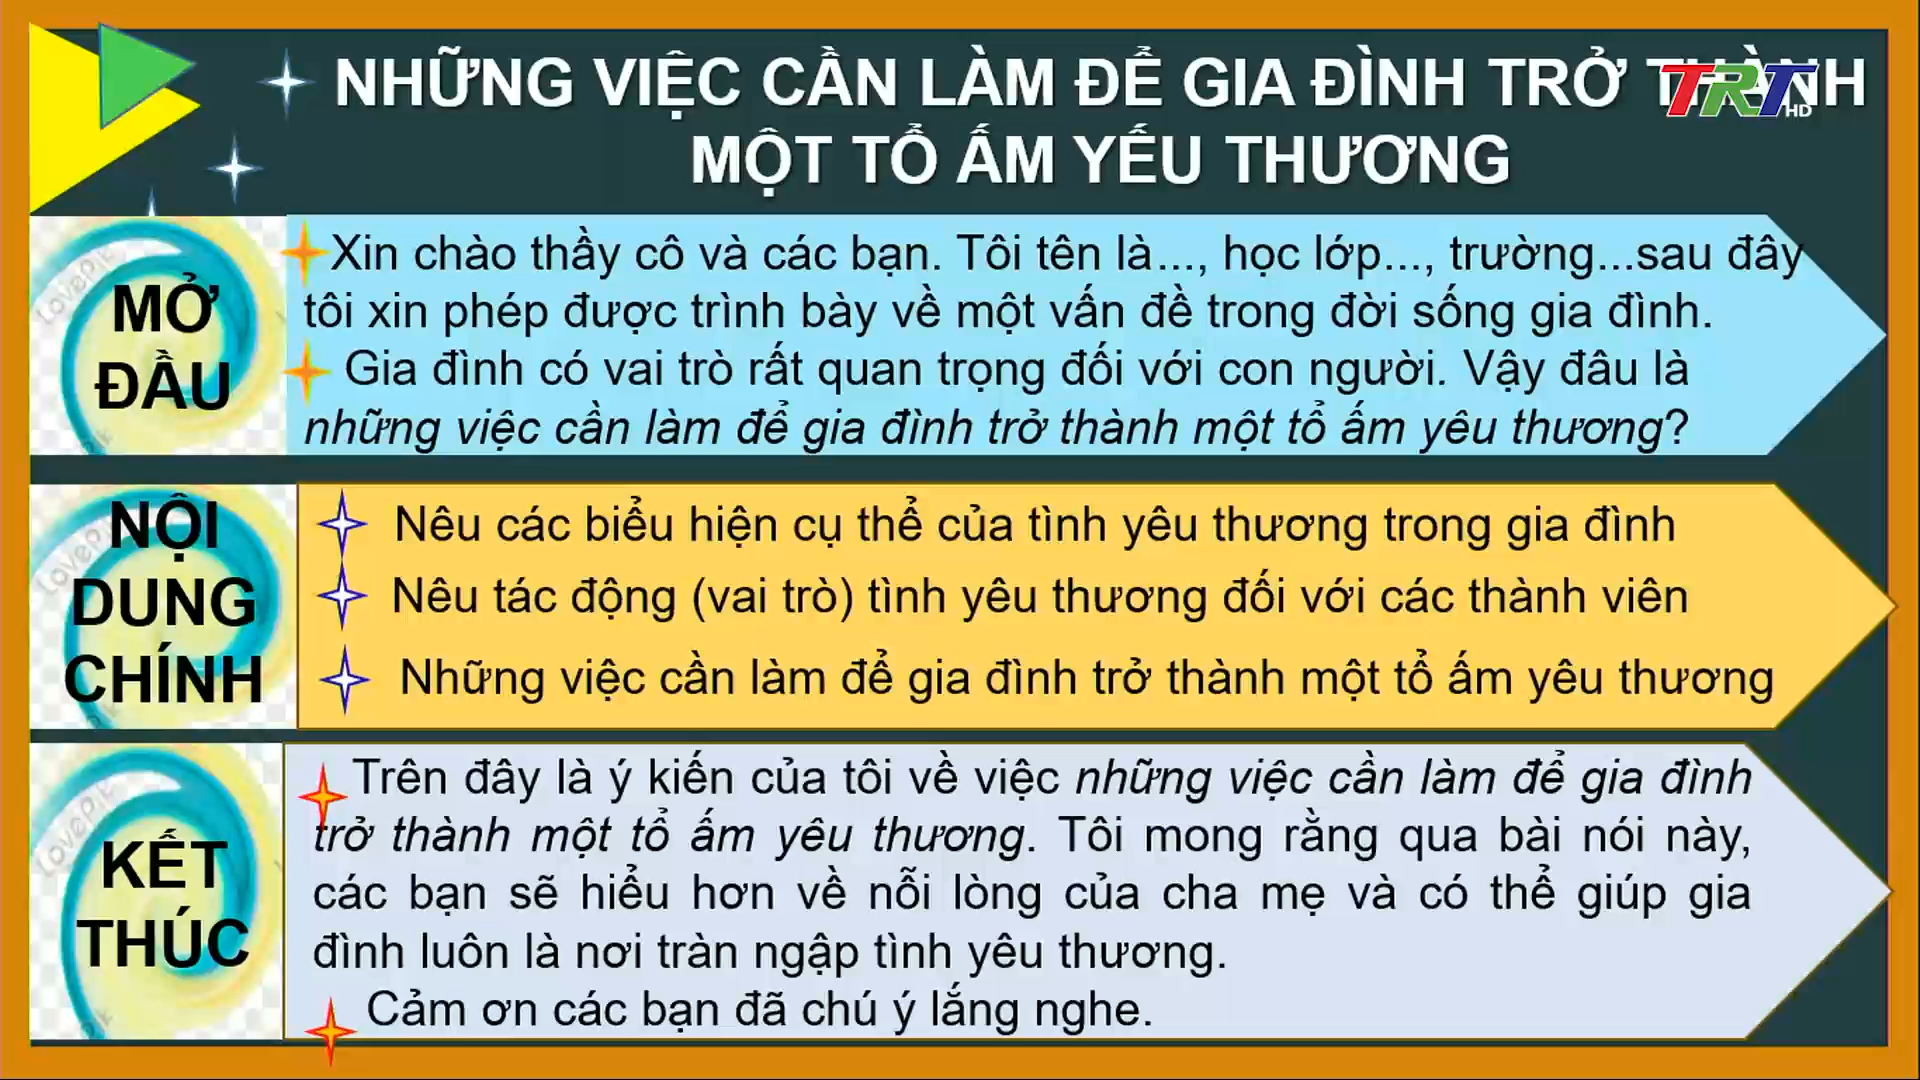 NHỮNG VIỆC CẦN LÀM ĐỂ GIA ĐÌNH TRỞ THÀNH
TRT HD
MỘT TỔ ẤM YẾU THƯƠNG
MỞ
ĐẦU
Xin chào thầy cô và các bạn. Tôi tên là..., học lớp..., trường...sau đây
tôi xin phép được trình bày về một vấn đề trong đời sống gia đình.
Gia đình có vai trò rất quan trọng đối với con người. Vậy đâu là
những việc cần làm để gia đình trở thành một tổ ấm yêu thương?
NỘI
DUNG
CHÍNH
Nêu các biểu hiện cụ thể của tình yêu thương trong gia đình
Nêu tác động (vai trò) tình yêu thương đối với các thành viên
Những việc cần làm để gia đình trở thành một tổ ấm yêu thương
KẾT
THÚC
Trên đây là ý kiến của tôi về việc những việc cần làm để gia đình
trở thành một tổ ấm yêu thương. Tôi mong rằng qua bài nói này,
các bạn sẽ hiểu hơn về nỗi lòng của cha mẹ và có thể giúp gia
đình luôn là nơi tràn ngập tình yêu thương.
Cảm ơn các bạn đã chú ý lắng nghe.